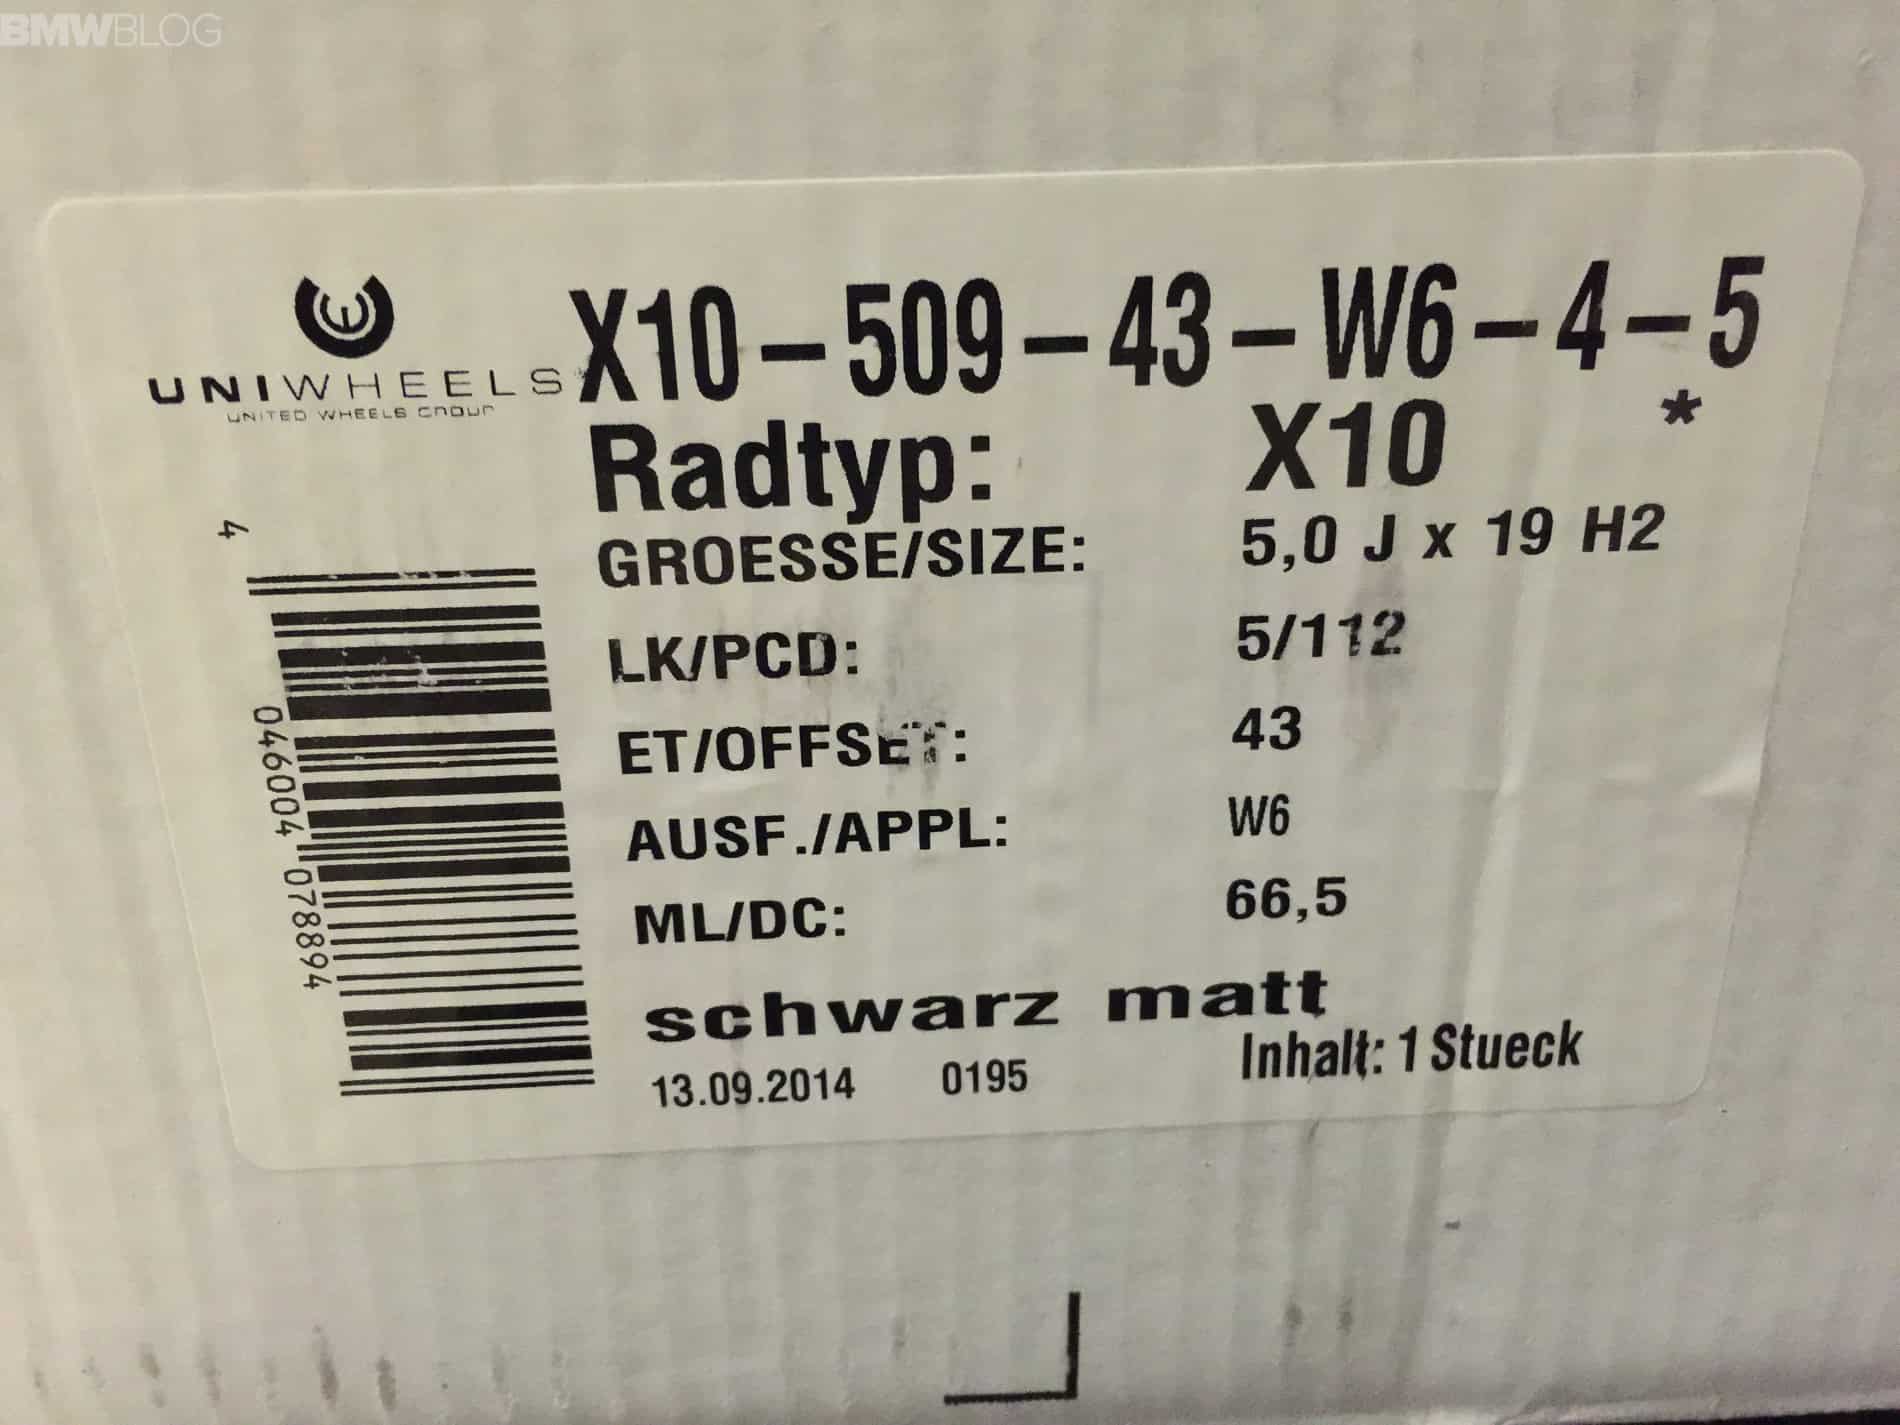 BMWBLOG
UNIWHEELS
UNITED WHEELS GROUP
X10-509-43-W6-4-5
*
Radtyp: X10
GROESSE/SIZE: 5,0 J x 19 H2
LK/PCD: 5/112
ET/OFFSET: 43
AUSF./APPL: W6
ML/DC: 66,5
schwarz matt
13.09.2014 0195 Inhalt: 1 Stueck
4 046004 078894